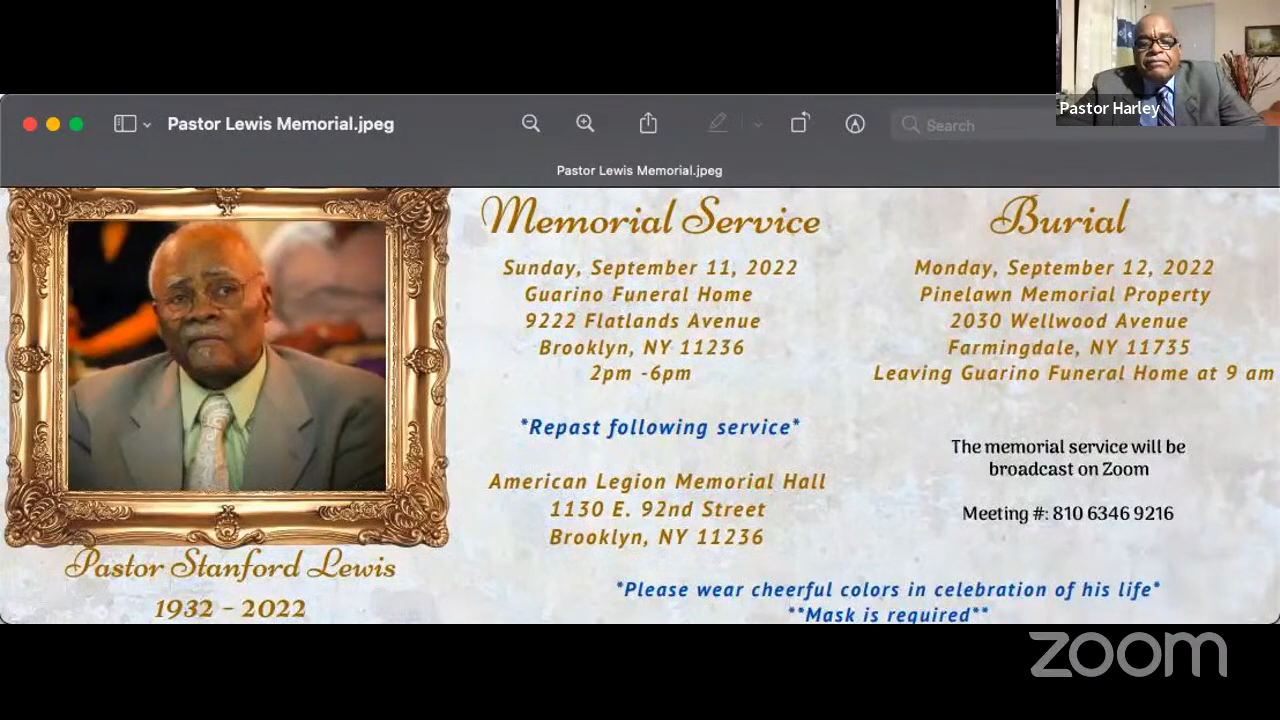 Pastor Harley
Pastor Lewis Memorial.jpeg
Search
Pastor Lewis Memorial.jpeg
Memorial Service
Sunday, September 11, 2022
Guarino Funeral Home
9222 Flatlands Avenue
Brooklyn, NY 11236
2pm -6pm
*Repast following service*
American Legion Memorial Hall
1130 E. 92nd Street
Brooklyn, NY 11236
Burial
Monday, September 12, 2022
Pinelawn Memorial Property
2030 Wellwood Avenue
Farmingdale, NY 11735
Leaving Guarino Funeral Home at 9 am
The memorial service will be
broadcast on Zoom
Meeting #: 810 6346 9216
Pastor Stanford Lewis
1932 - 2022
*Please wear cheerful colors in celebration of his life*
**Mask is required**
zoom